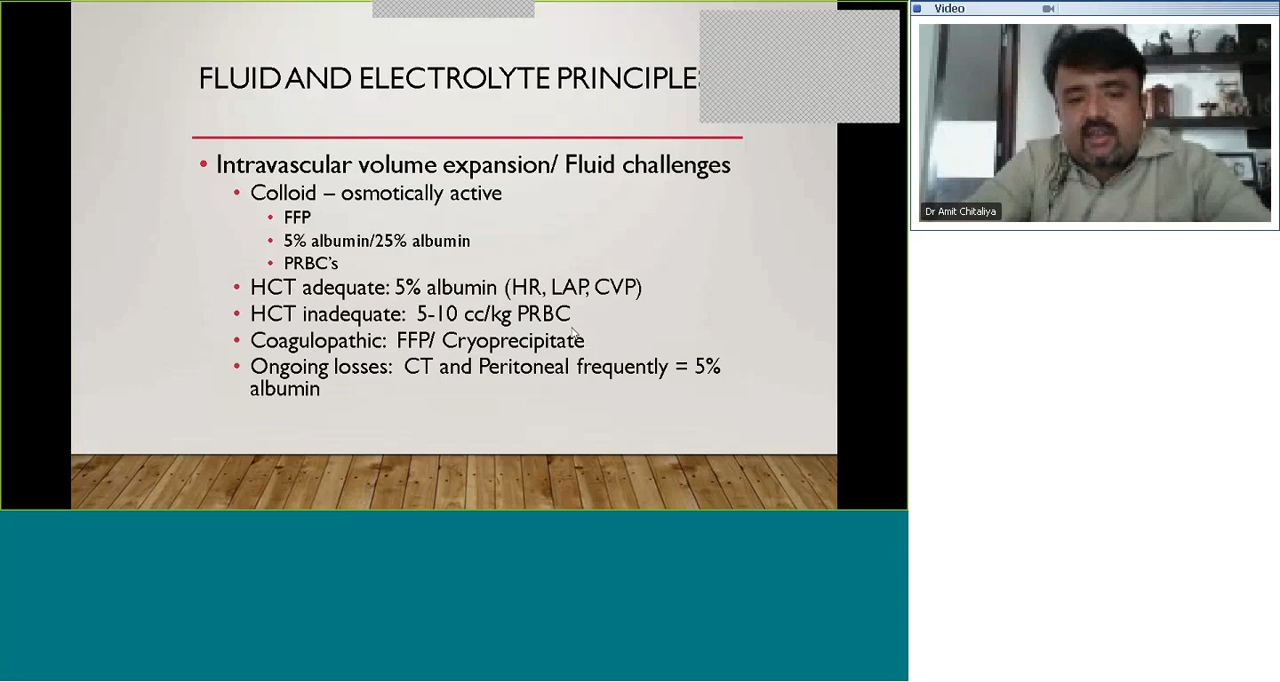 FLUID AND ELECTROLYTE PRINCIPLES
• Intravascular volume expansion/ Fluid challenges
• Colloid – osmotically active
• FFP
• 5% albumin/25% albumin
• PRBC's
• HCT adequate: 5% albumin (HR, LAP, CVP)
• HCT inadequate: 5-10 cc/kg PRBC
• Coagulopathic: FFP/ Cryoprecipitate
• Ongoing losses: CT and Peritoneal frequently = 5%
albumin
Video
Dr Amit Chitaliya